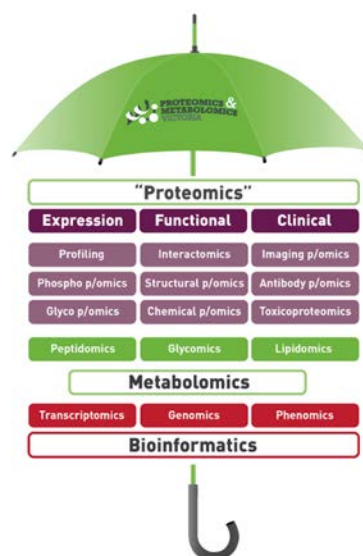 PROTEOMICS &
METABOLOMICS
VICTORIA
"Proteomics"
Expression Functional Clinical
Profiling Interactomics Imaging p/omics
Phospho p/omics Structural p/omics Antibody p/omics
Glyco p/omics Chemical p/omics Toxicoproteomics
Peptidomics Glycomics Lipidomics
Metabolomics
Transcriptomics Genomics Phenomics
Bioinformatics